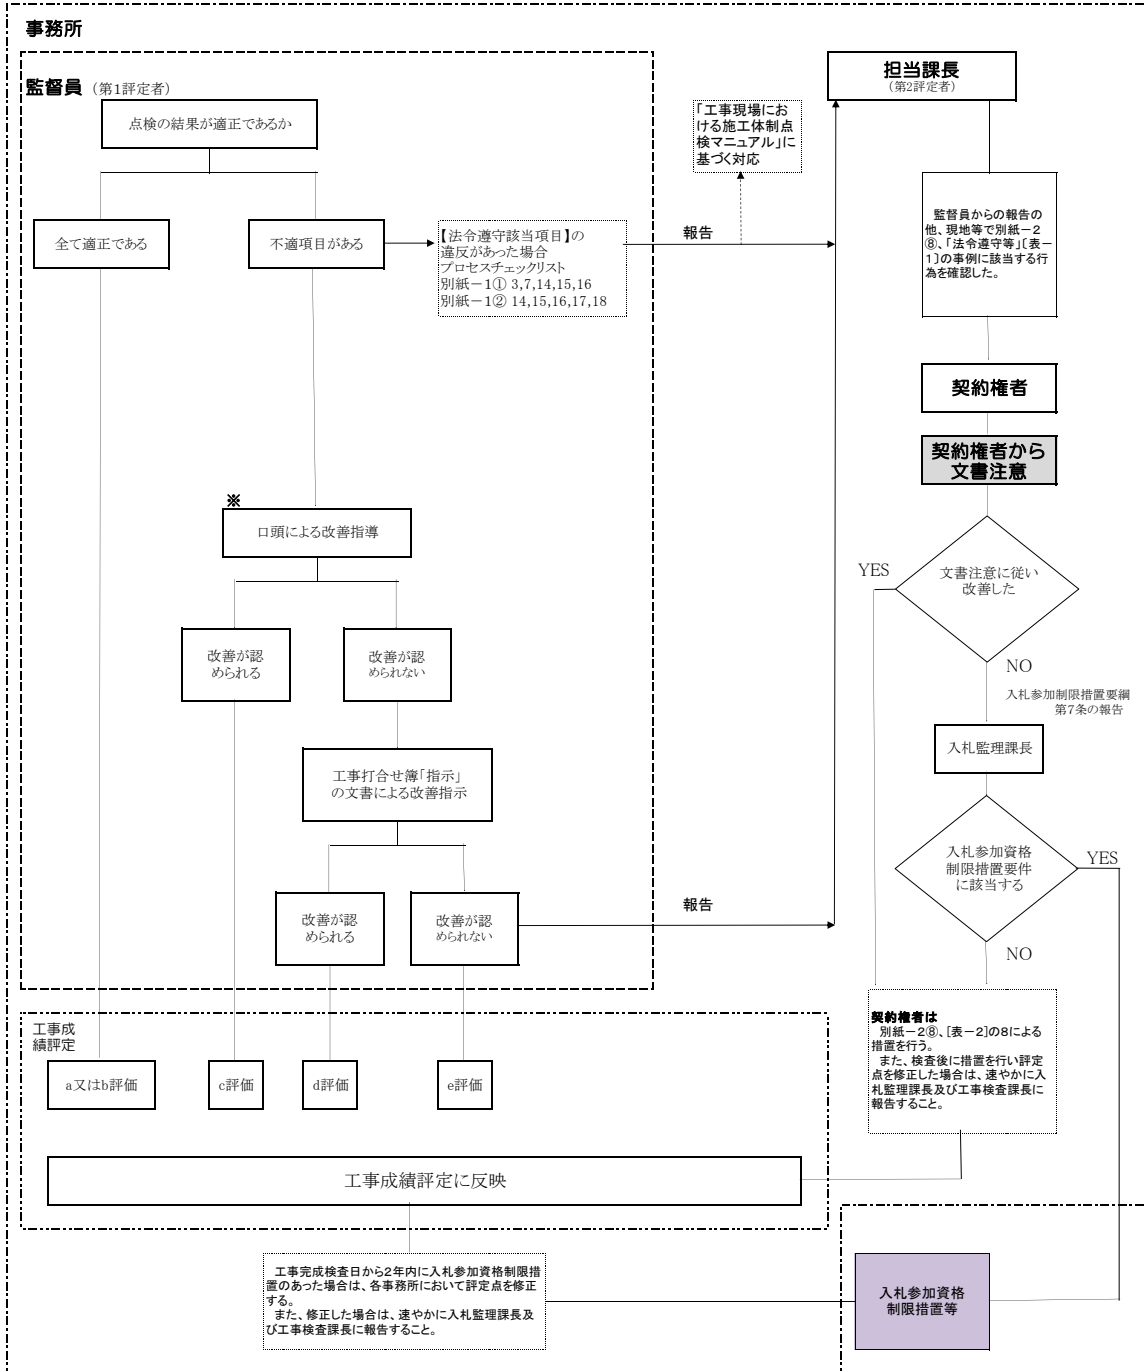 事務所
監督員（第1評定者）
点検の結果が適正であるか
全て適正である
不適項目がある
【法令遵守該当項目】の
違反があった場合
プロセスチェックリスト
別紙－1① 3,7,14,15,16
別紙－1② 14,15,16,17,18
報告
「工事現場にお
ける施工体制点
検マニュアル」に
基づく対応
※
口頭による改善指導
改善が認
められる
改善が認
められない
工事打合せ簿「指示」
の文書による改善指示
改善が認
められる
改善が認
められない
報告
担当課長
（第2評定者）
監督員からの報告の
他、現地等で別紙－2
⑧、「法令遵守等」〔表－
1〕の事例に該当する行
為を確認した。
契約権者
契約権者から
文書注意
文書注意に従い
改善した
YES
NO
入札参加制限措置要綱
第7条の報告
入札監理課長
入札参加資格
制限措置要件
に該当する
YES
NO
契約権者は
別紙－2⑧、[表－2]の8による
措置を行う。
また、検査後に措置を行い評定
点を修正した場合は、速やかに入
札監理課長及び工事検査課長に
報告すること。
工事成
績評定
a又はb評価
c評価
d評価
e評価
工事成績評定に反映
工事完成検査日から2年内に入札参加資格制限措
置のあった場合は、各事務所において評定点を修正
する。
また、修正した場合は、速やかに入札監理課長及
び工事検査課長に報告すること。
入札参加資格
制限措置等